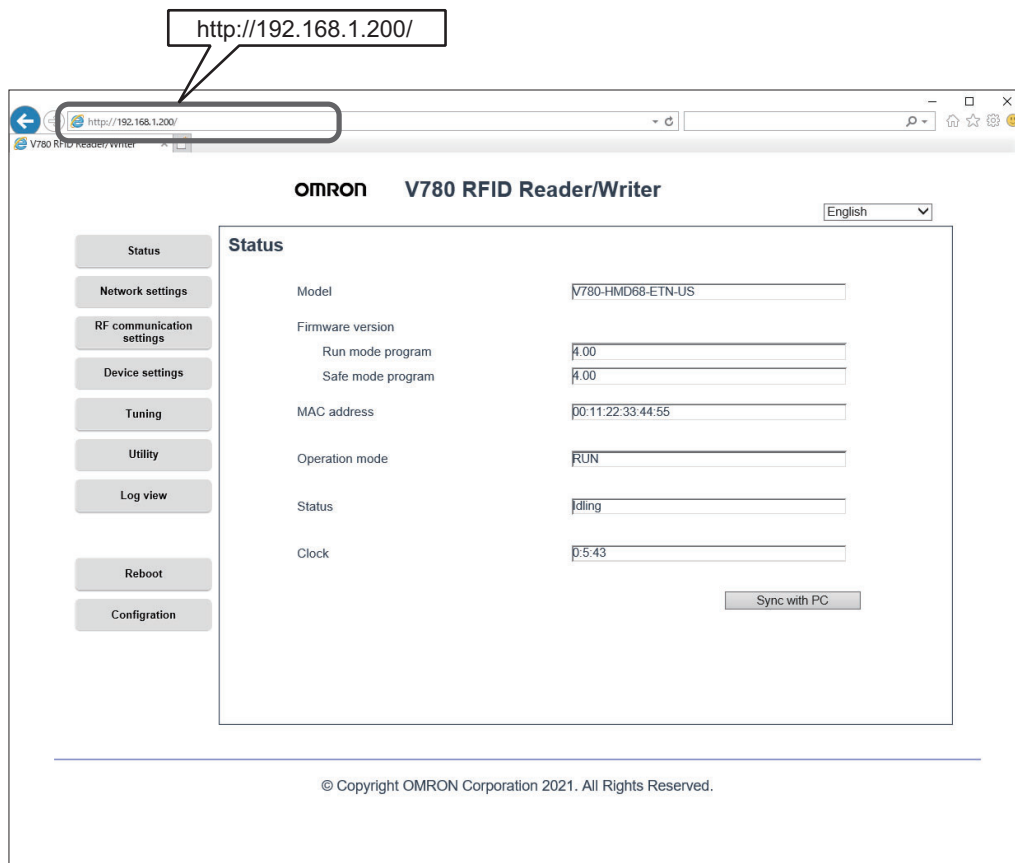 http://192.168.1.200/
http://192.168.1.200/
V780 RFID Reader/Writer
OMRON V780 RFID Reader/Writer
English
Status
Network settings
RF communication
settings
Device settings
Tuning
Utility
Log view
Reboot
Configration
Status
Model V780-HMD68-ETN-US
Firmware version
Run mode program 4.00
Safe mode program 4.00
MAC address 00:11:22:33:44:55
Operation mode RUN
Status Idling
Clock 0:5:43
Sync with PC
© Copyright OMRON Corporation 2021. All Rights Reserved.